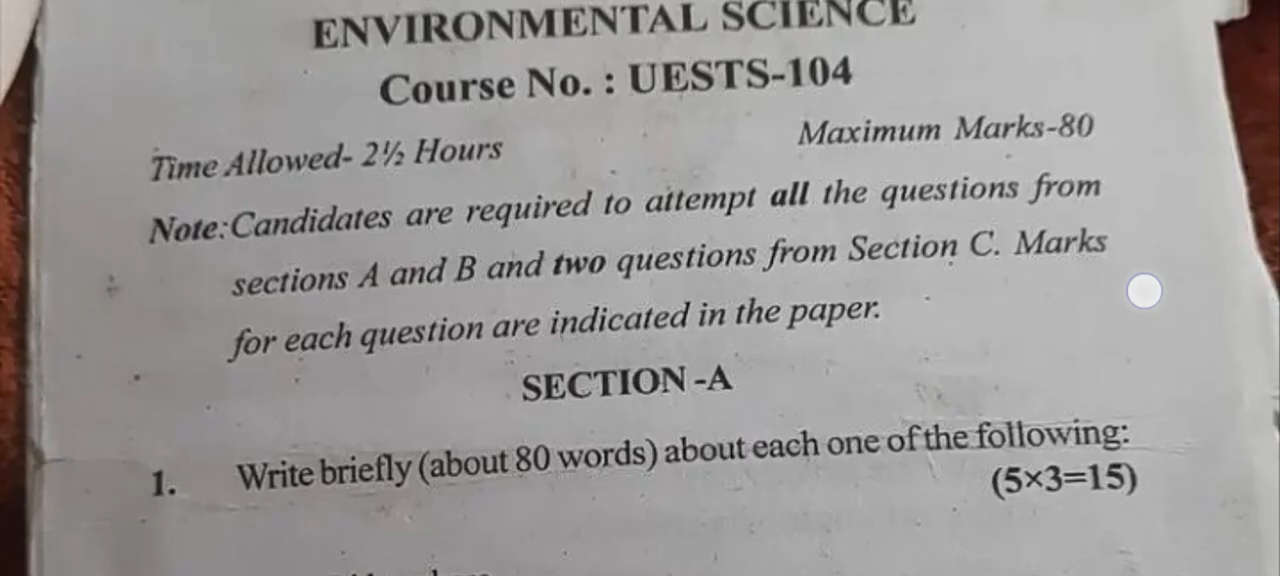 ENVIRONMENTAL SCIENCE
Course No. : UESTS-104
Time Allowed- 2½ Hours Maximum Marks-80
Note:Candidates are required to attempt all the questions from
sections A and B and two questions from Section C. Marks
for each question are indicated in the paper.
SECTION -A
1. Write briefly (about 80 words) about each one of the following:
(5×3=15)